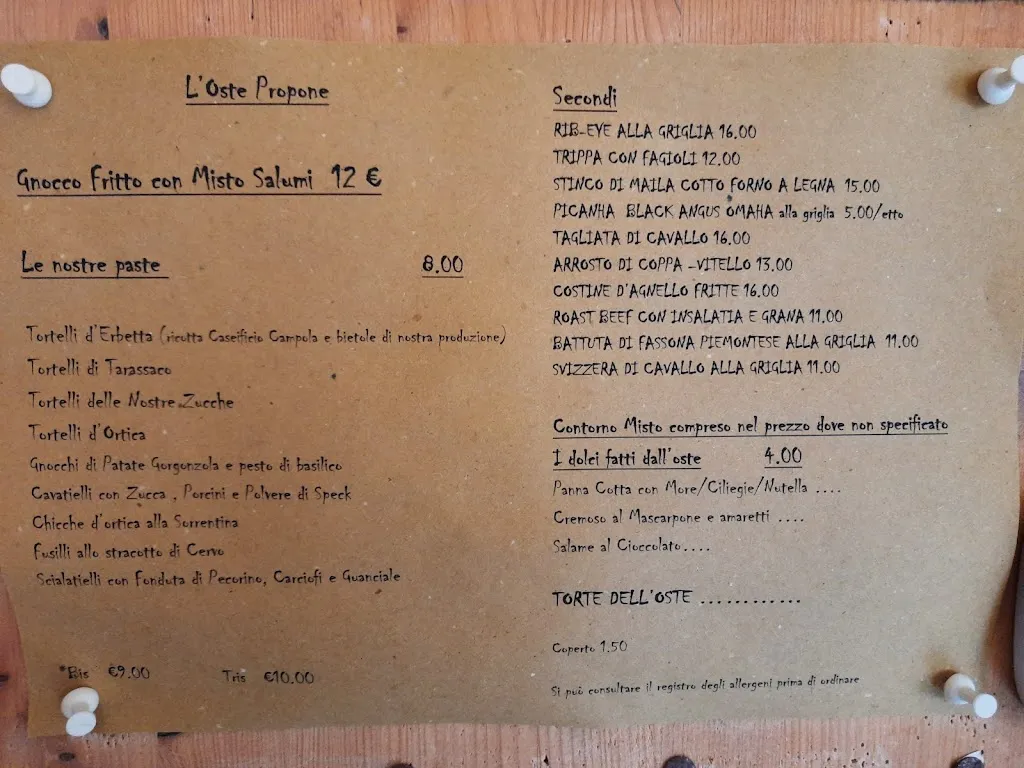 L'Oste Propone
Gnocco Fritto con Misto Salumi 12 €
Le nostre paste 8.00
Tortelli d'Erbetta (ricotta Caseificio Campola e bietole di nostra produzione)
Tortelli di Tarassaco
Tortelli delle Nostre Zucche
Tortelli d'Ortica
Gnocchi di Patate Gorgonzola e pesto di basilico
Cavatielli con Zucca , Porcini e Polvere di Speck
Chicche d'ortica alla Sorrentina
Fusilli allo stracotto di Cervo
Scialatielli con Fonduta di Pecorino, Carciofi e Guanciale
*Bis €9.00 Tris €10.00
Secondi
RIB-EYE ALLA GRIGLIA 16.00
TRIPPA CON FAGIOLI 12.00
STINCO DI MAILA COTTO FORNO A LEGNA 15.00
PICANHA BLACK ANGUS OMAHA alla griglia 5.00/etto
TAGLIATA DI CAVALLO 16.00
ARROSTO DI COPPA -VITELLO 13.00
COSTINE D'AGNELLO FRITTE 16.00
ROAST BEEF CON INSALATIA E GRANA 11.00
BATTUTA DI FASSONA PIEMONTESE ALLA GRIGLIA 11.00
SVIZZERA DI CAVALLO ALLA GRIGLIA 11.00
Contorno Misto compreso nel prezzo dove non specificato
I dolci fatti dall'oste 4.00
Panna Cotta con More/Ciliegie/Nutella ....
Cremoso al Mascarpone e amaretti ....
Salame al Cioccolato....
TORTE DELL'OSTE ............
Coperto 1.50
Si può consultare il registro degli allergeni prima di ordinare